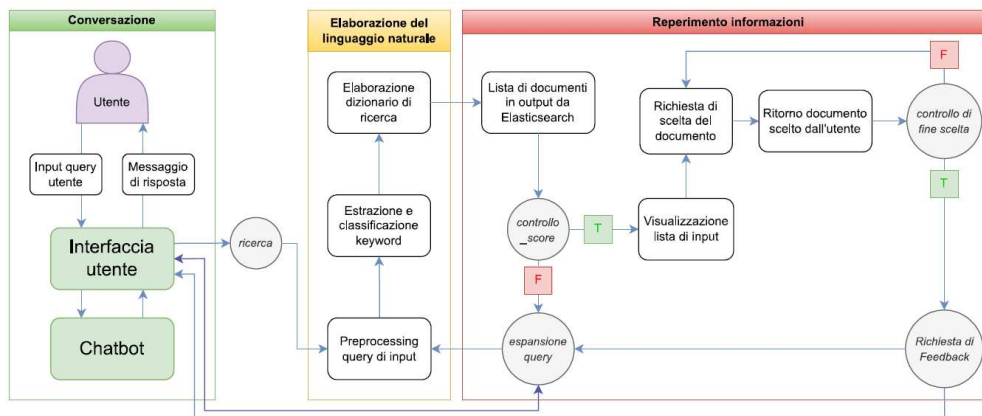 Conversazione
Utente
Input query
utente
Messaggio
di risposta
Interfaccia
utente
Chatbot
ricerca
Elaborazione del
linguaggio naturale
Elaborazione
dizionario di
ricerca
Estrazione e
classificazione
keyword
Preprocessing
query di input
Reperimento informazioni
Lista di documenti
in output da
Elasticsearch
controllo
_score
T
F
espansione
query
Visualizzazione
lista di input
Richiesta di
scelta del
documento
Ritorno documento
scelto dall'utente
F
controllo di
fine scelta
T
Richiesta di
Feedback